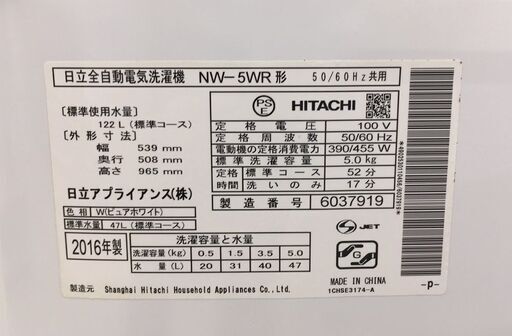 日立全自動電気洗濯機 NW-5WR形 50/60Hz共用
[標準使用水量]
122L (標準コース)
[外形寸法]
幅 539 mm
奥行 508 mm
高さ 965 mm
日立アプライアンス(株)
色相 W(ピュアホワイト)
標準水量 47L (標準コース)
PS
E
HITACHI
定格電圧 100 V
定格周波数 50/60 Hz
電動機の定格消費電力 390/455 W
標準洗濯容量 5.0kg
定格 標準コース 52分
時間 洗いのみ 17分
製造番号 6037919
2016年製
洗濯容量と水量
洗濯容量(kg) 0.5 1.5 3.5 5.0
水量(L) 20 31 40 47
S JET
G
MADE IN CHINA
1CHSE3174-A
-P-
製造元 Shanghai Hitachi Household Appliances Co., Ltd.